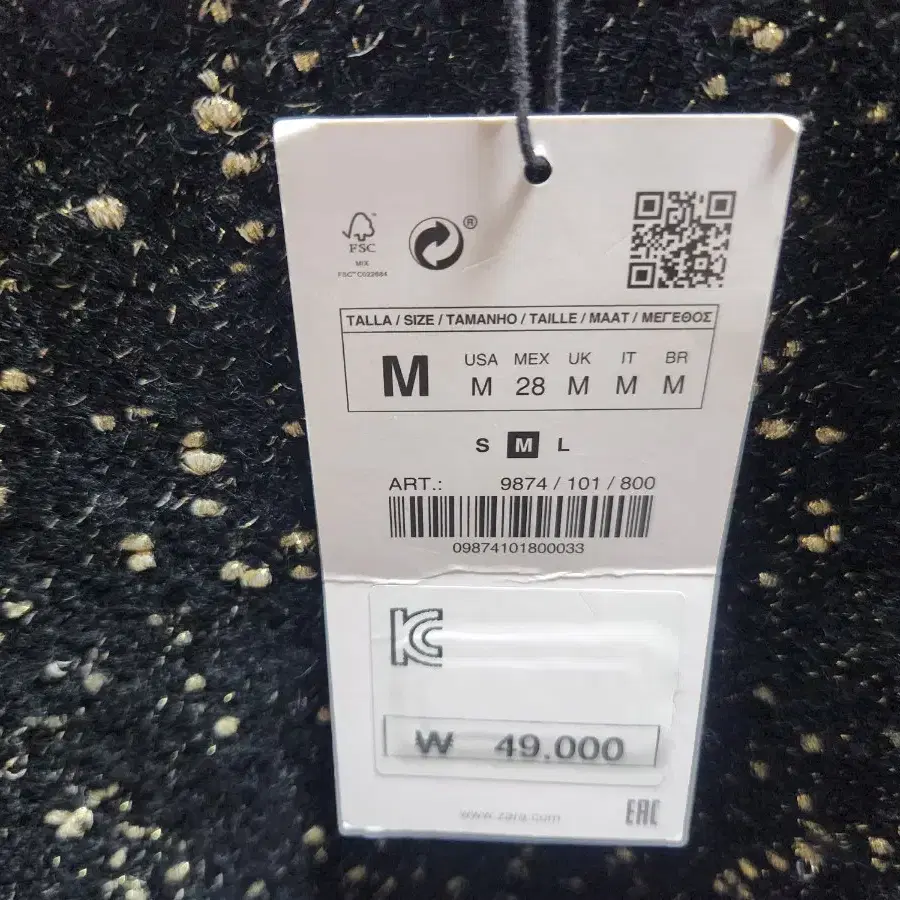 FSC
MIX
FSC™ C022684
®
TALLA / SIZE / TAMANHO / TAILLE / MAAT / ΜΕΓΕΘΟΣ
M
USA MEX UK IT BR
M 28 M M M
S M L
ART.: 9874 / 101 / 800
09874101800033
KC
₩ 49.000
www.zara.com
EAC